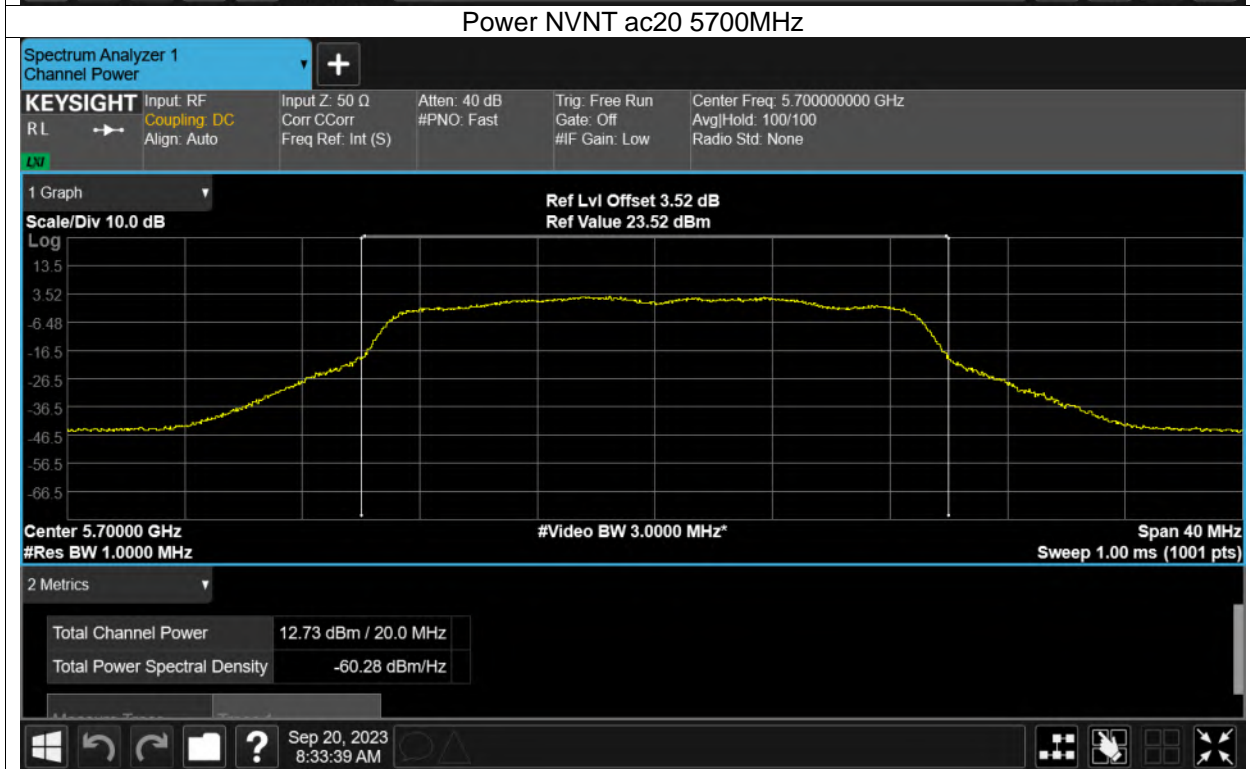 Power NVNT ac20 5700MHz
Spectrum Analyzer 1
Channel Power
KEYSIGHT
RL
LXI
Input: RF
Coupling: DC
Align: Auto
Input Z: 50 Ω
Corr CCorr
Freq Ref: Int (S)
Atten: 40 dB
#PNO: Fast
Trig: Free Run
Gate: Off
#IF Gain: Low
Center Freq: 5.700000000 GHz
Avg|Hold: 100/100
Radio Std: None
1 Graph
Scale/Div 10.0 dB
Ref Lvl Offset 3.52 dB
Ref Value 23.52 dBm
Log
13.5
3.52
-6.48
-16.5
-26.5
-36.5
-46.5
-56.5
-66.5
Center 5.70000 GHz
#Res BW 1.0000 MHz
#Video BW 3.0000 MHz*
Span 40 MHz
Sweep 1.00 ms (1001 pts)
2 Metrics
Total Channel Power 12.73 dBm / 20.0 MHz
Total Power Spectral Density -60.28 dBm/Hz
?
Sep 20, 2023
8:33:39 AM